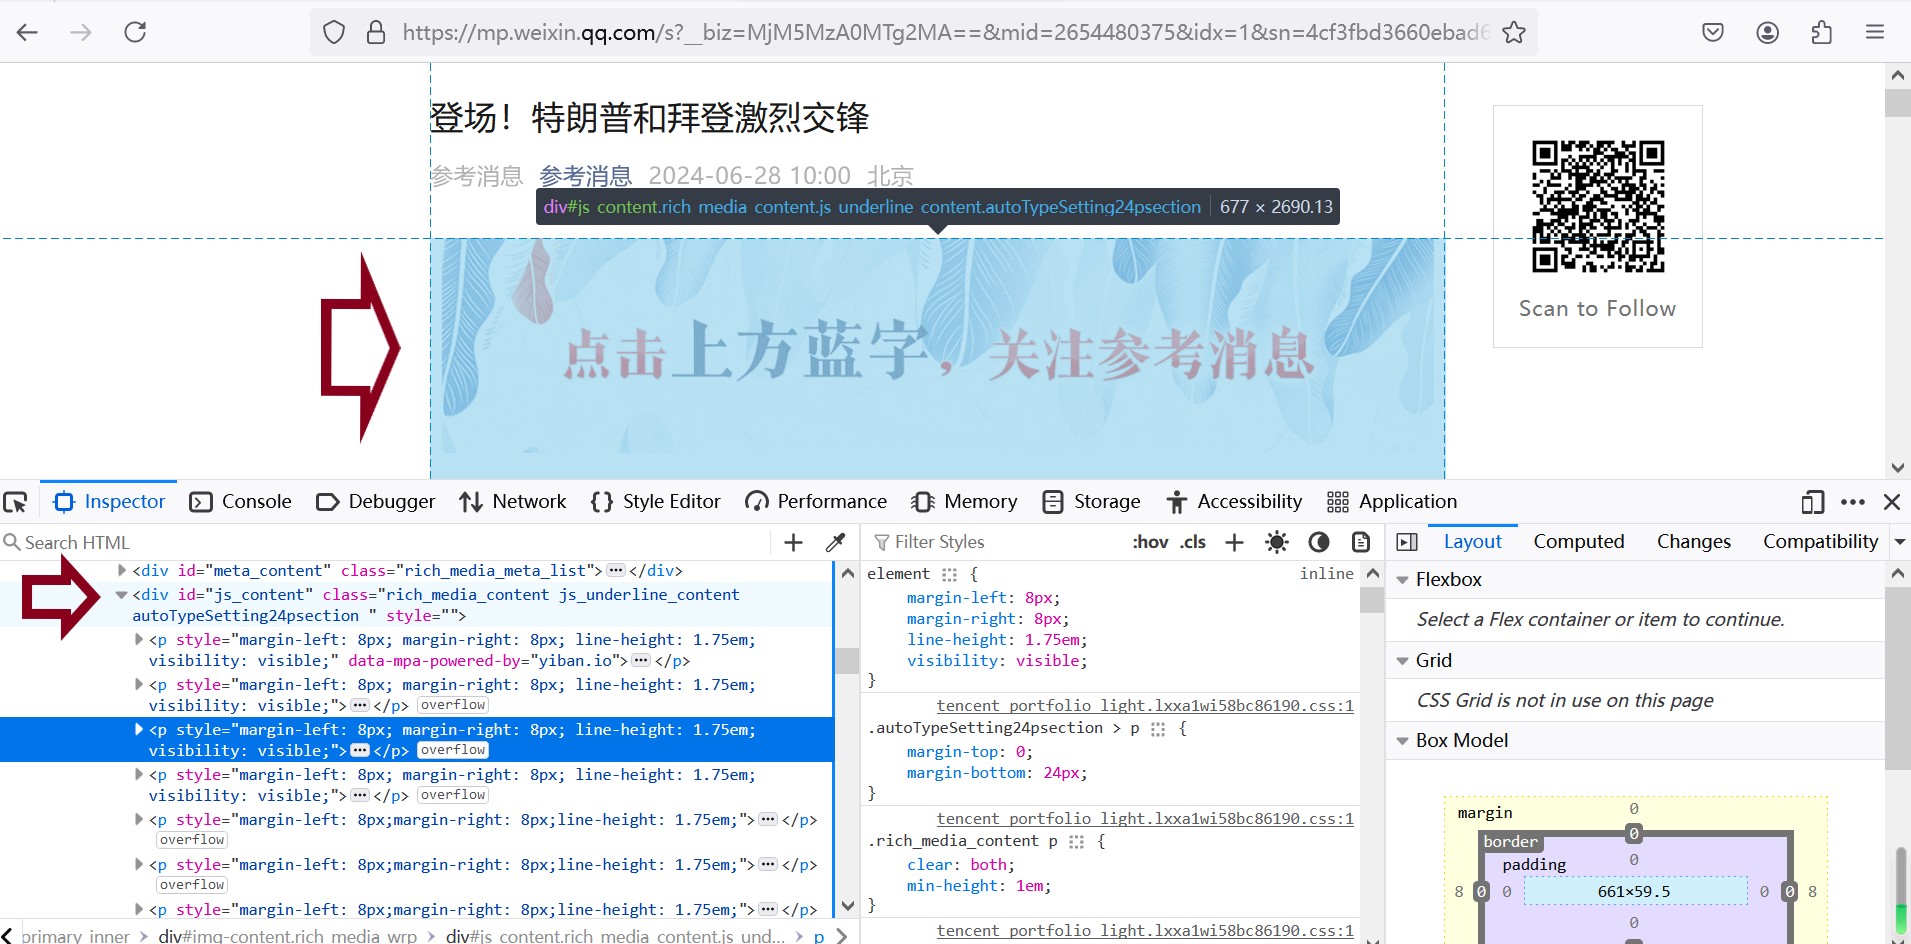 https://mp.weixin.qq.com/s?__biz=MjM5MzA0MTg2MA==&mid=2654480375&idx=1&sn=4cf3fbd3660ebad6
登场！特朗普和拜登激烈交锋
参考消息 参考消息 2024-06-28 10:00 北京
div#js_content.rich_media_content.js_underline_content.autoTypeSetting24psection 677 × 2690.13
点击上方蓝字，关注参考消息
Scan to Follow
Inspector Console Debugger Network Style Editor Performance Memory Storage Accessibility Application
Search HTML
<div id="meta_content" class="rich_media_meta_list">…</div>
<div id="js_content" class="rich_media_content js_underline_content
autoTypeSetting24psection " style="">
<p style="margin-left: 8px; margin-right: 8px; line-height: 1.75em;
visibility: visible;" data-mpa-powered-by="yiban.io">…</p>
<p style="margin-left: 8px; margin-right: 8px; line-height: 1.75em;
visibility: visible;">…</p> overflow
<p style="margin-left: 8px; margin-right: 8px; line-height: 1.75em;
visibility: visible;">…</p> overflow
<p style="margin-left: 8px; margin-right: 8px; line-height: 1.75em;
visibility: visible;">…</p> overflow
<p style="margin-left: 8px;margin-right: 8px;line-height: 1.75em;">…</p>
overflow
<p style="margin-left: 8px;margin-right: 8px;line-height: 1.75em;">…</p>
overflow
<p style="margin-left: 8px;margin-right: 8px;line-height: 1.75em;">…</p>
primary_inner > div#img-content.rich_media_wrp > div#js_content.rich_media_content.js_und… > p
Filter Styles :hov .cls
element { inline
margin-left: 8px;
margin-right: 8px;
line-height: 1.75em;
visibility: visible;
}
tencent_portfolio_light.lxxa1wi58bc86190.css:1
.autoTypeSetting24psection > p {
margin-top: 0;
margin-bottom: 24px;
}
tencent_portfolio_light.lxxa1wi58bc86190.css:1
.rich_media_content p {
clear: both;
min-height: 1em;
}
tencent_portfolio_light.lxxa1wi58bc86190.css:1
Layout Computed Changes Compatibility
Flexbox
Select a Flex container or item to continue.
Grid
CSS Grid is not in use on this page
Box Model
margin 0
border 0
padding 0
8 0 0 661×59.5 0 0 8
0